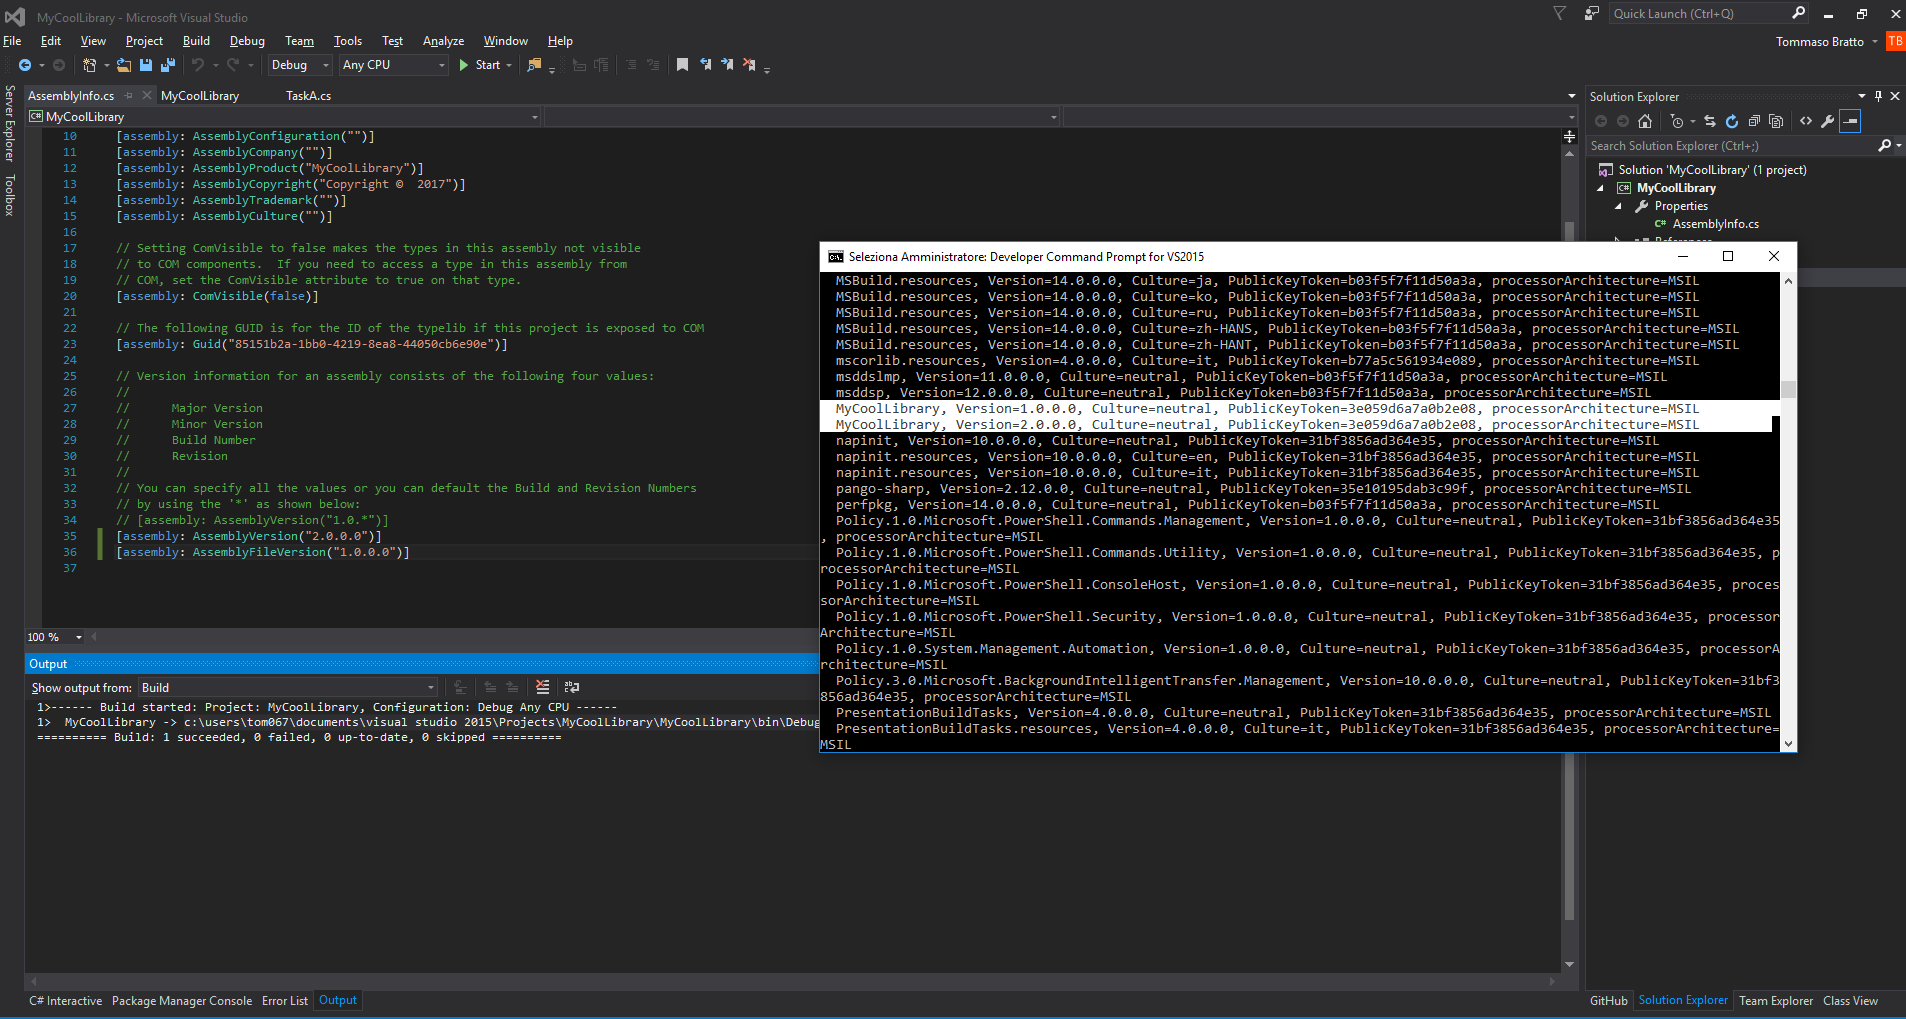 MyCoolLibrary - Microsoft Visual Studio
Quick Launch (Ctrl+Q)
File Edit View Project Build Debug Team Tools Test Analyze Window Help
Tommaso Bratto TB
Debug Any CPU Start
Server Explorer
Toolbox
AssemblyInfo.cs MyCoolLibrary TaskA.cs
C# MyCoolLibrary
10 [assembly: AssemblyConfiguration("")]
11 [assembly: AssemblyCompany("")]
12 [assembly: AssemblyProduct("MyCoolLibrary")]
13 [assembly: AssemblyCopyright("Copyright ©  2017")]
14 [assembly: AssemblyTrademark("")]
15 [assembly: AssemblyCulture("")]
16
17 // Setting ComVisible to false makes the types in this assembly not visible
18 // to COM components.  If you need to access a type in this assembly from
19 // COM, set the ComVisible attribute to true on that type.
20 [assembly: ComVisible(false)]
21
22 // The following GUID is for the ID of the typelib if this project is exposed to COM
23 [assembly: Guid("85151b2a-1bb0-4219-8ea8-44050cb6e90e")]
24
25 // Version information for an assembly consists of the following four values:
26 //
27 //      Major Version
28 //      Minor Version
29 //      Build Number
30 //      Revision
31 //
32 // You can specify all the values or you can default the Build and Revision Numbers
33 // by using the '*' as shown below:
34 // [assembly: AssemblyVersion("1.0.*")]
35 [assembly: AssemblyVersion("2.0.0.0")]
36 [assembly: AssemblyFileVersion("1.0.0.0")]
37
100 %
Output
Show output from: Build
1>------ Build started: Project: MyCoolLibrary, Configuration: Debug Any CPU ------
1>  MyCoolLibrary -> c:\users\tom067\documents\visual studio 2015\Projects\MyCoolLibrary\MyCoolLibrary\bin\Debug
========== Build: 1 succeeded, 0 failed, 0 up-to-date, 0 skipped ==========
C# Interactive Package Manager Console Error List Output
Seleziona Amministratore: Developer Command Prompt for VS2015
MSBuild.resources, Version=14.0.0.0, Culture=ja, PublicKeyToken=b03f5f7f11d50a3a, processorArchitecture=MSIL
MSBuild.resources, Version=14.0.0.0, Culture=ko, PublicKeyToken=b03f5f7f11d50a3a, processorArchitecture=MSIL
MSBuild.resources, Version=14.0.0.0, Culture=ru, PublicKeyToken=b03f5f7f11d50a3a, processorArchitecture=MSIL
MSBuild.resources, Version=14.0.0.0, Culture=zh-HANS, PublicKeyToken=b03f5f7f11d50a3a, processorArchitecture=MSIL
MSBuild.resources, Version=14.0.0.0, Culture=zh-HANT, PublicKeyToken=b03f5f7f11d50a3a, processorArchitecture=MSIL
mscorlib.resources, Version=4.0.0.0, Culture=it, PublicKeyToken=b77a5c561934e089, processorArchitecture=MSIL
msddslmp, Version=11.0.0.0, Culture=neutral, PublicKeyToken=b03f5f7f11d50a3a, processorArchitecture=MSIL
msddsp, Version=12.0.0.0, Culture=neutral, PublicKeyToken=b03f5f7f11d50a3a, processorArchitecture=MSIL
MyCoolLibrary, Version=1.0.0.0, Culture=neutral, PublicKeyToken=3e059d6a7a0b2e08, processorArchitecture=MSIL
MyCoolLibrary, Version=2.0.0.0, Culture=neutral, PublicKeyToken=3e059d6a7a0b2e08, processorArchitecture=MSIL
napinit, Version=10.0.0.0, Culture=neutral, PublicKeyToken=31bf3856ad364e35, processorArchitecture=MSIL
napinit.resources, Version=10.0.0.0, Culture=en, PublicKeyToken=31bf3856ad364e35, processorArchitecture=MSIL
napinit.resources, Version=10.0.0.0, Culture=it, PublicKeyToken=31bf3856ad364e35, processorArchitecture=MSIL
pango-sharp, Version=2.12.0.0, Culture=neutral, PublicKeyToken=35e10195dab3c99f, processorArchitecture=MSIL
perfpkg, Version=14.0.0.0, Culture=neutral, PublicKeyToken=b03f5f7f11d50a3a, processorArchitecture=MSIL
Policy.1.0.Microsoft.PowerShell.Commands.Management, Version=1.0.0.0, Culture=neutral, PublicKeyToken=31bf3856ad364e35
, processorArchitecture=MSIL
Policy.1.0.Microsoft.PowerShell.Commands.Utility, Version=1.0.0.0, Culture=neutral, PublicKeyToken=31bf3856ad364e35, p
rocessorArchitecture=MSIL
Policy.1.0.Microsoft.PowerShell.ConsoleHost, Version=1.0.0.0, Culture=neutral, PublicKeyToken=31bf3856ad364e35, proces
sorArchitecture=MSIL
Policy.1.0.Microsoft.PowerShell.Security, Version=1.0.0.0, Culture=neutral, PublicKeyToken=31bf3856ad364e35, processor
Architecture=MSIL
Policy.1.0.System.Management.Automation, Version=1.0.0.0, Culture=neutral, PublicKeyToken=31bf3856ad364e35, processorA
rchitecture=MSIL
Policy.3.0.Microsoft.BackgroundIntelligentTransfer.Management, Version=10.0.0.0, Culture=neutral, PublicKeyToken=31bf3
856ad364e35, processorArchitecture=MSIL
PresentationBuildTasks, Version=4.0.0.0, Culture=neutral, PublicKeyToken=31bf3856ad364e35, processorArchitecture=MSIL
PresentationBuildTasks.resources, Version=4.0.0.0, Culture=it, PublicKeyToken=31bf3856ad364e35, processorArchitecture=
MSIL
Solution Explorer
Search Solution Explorer (Ctrl+;)
Solution 'MyCoolLibrary' (1 project)
C# MyCoolLibrary
Properties
C# AssemblyInfo.cs
GitHub Solution Explorer Team Explorer Class View